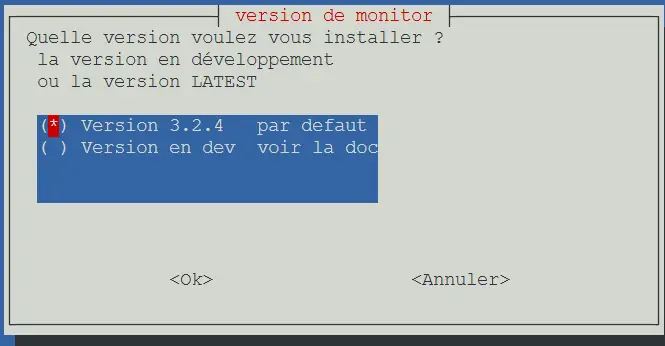 version de monitor
Quelle version voulez vous installer ?
la version en développement
ou la version LATEST
(*) Version 3.2.4 par defaut
( ) Version en dev voir la doc
<Ok> <Annuler>